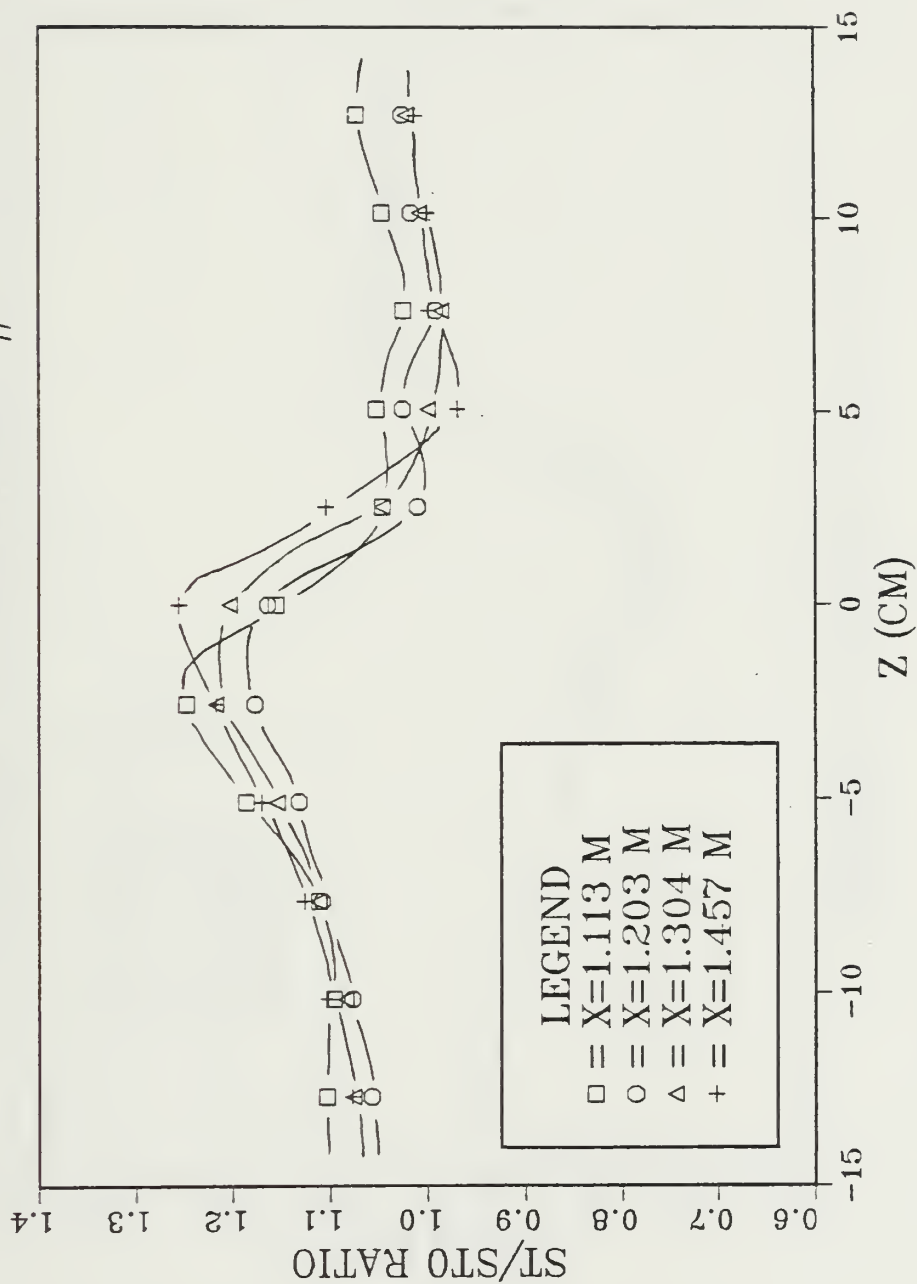 ST/STO RATIO
1.4
1.3
1.2
1.1
1.0
0.9
0.8
0.7
0.6
LEGEND
□ = X=1.113 M
○ = X=1.203 M
△ = X=1.304 M
+ = X=1.457 M
-15
-10
-5
0
5
10
15
Z (CM)